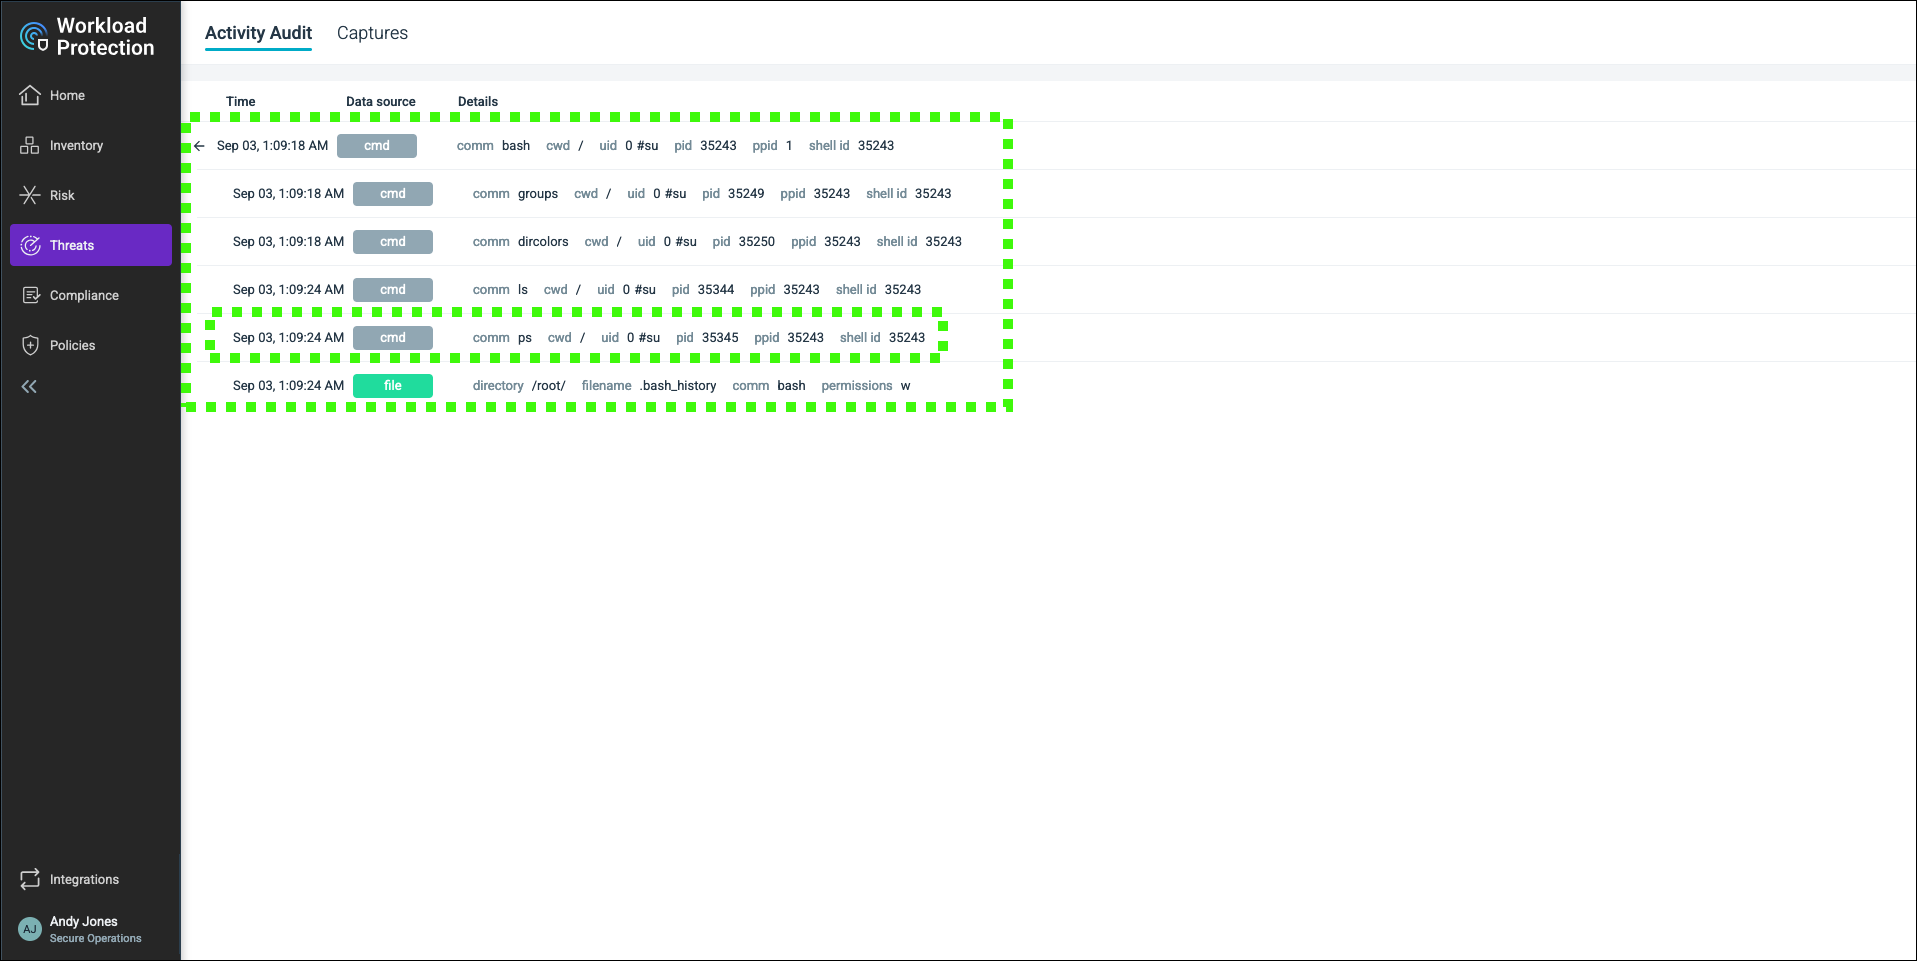 Workload
Protection
Home
Inventory
Risk
Threats
Compliance
Policies
Integrations
AJ
Andy Jones
Secure Operations
Activity Audit Captures
Time Data source Details
Sep 03, 1:09:18 AM cmd comm bash cwd / uid 0 #su pid 35243 ppid 1 shell id 35243
Sep 03, 1:09:18 AM cmd comm groups cwd / uid 0 #su pid 35249 ppid 35243 shell id 35243
Sep 03, 1:09:18 AM cmd comm dircolors cwd / uid 0 #su pid 35250 ppid 35243 shell id 35243
Sep 03, 1:09:24 AM cmd comm ls cwd / uid 0 #su pid 35344 ppid 35243 shell id 35243
Sep 03, 1:09:24 AM cmd comm ps cwd / uid 0 #su pid 35345 ppid 35243 shell id 35243
Sep 03, 1:09:24 AM file directory /root/ filename .bash_history comm bash permissions w